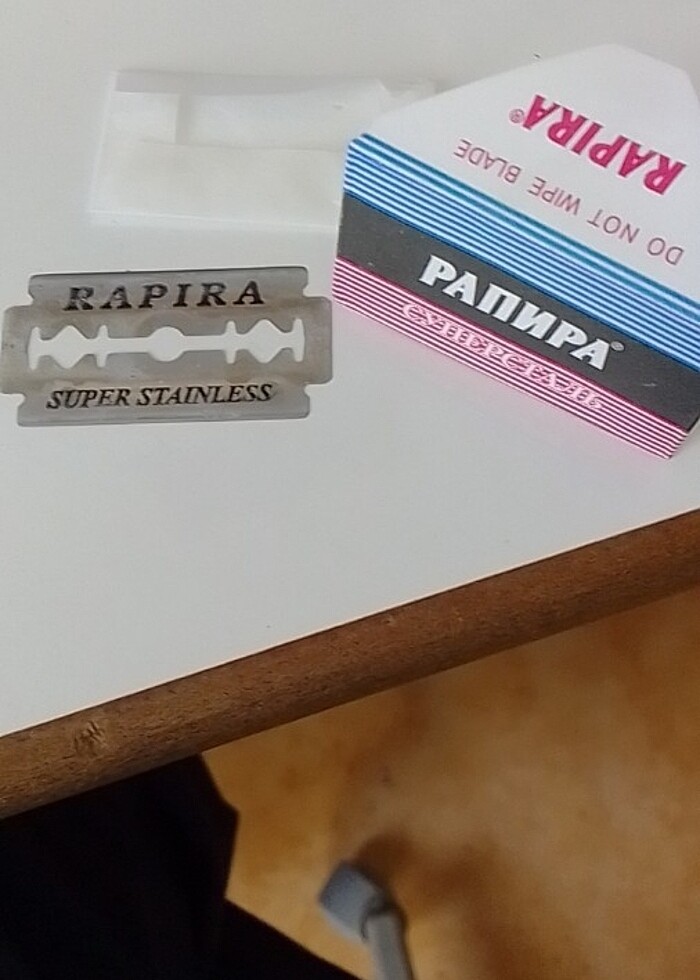 RAPIRA
SUPER STAINLESS
RAPIRA®
DO NOT WIPE BLADE
РАПИРА®
СУПЕРСТАЛЬ